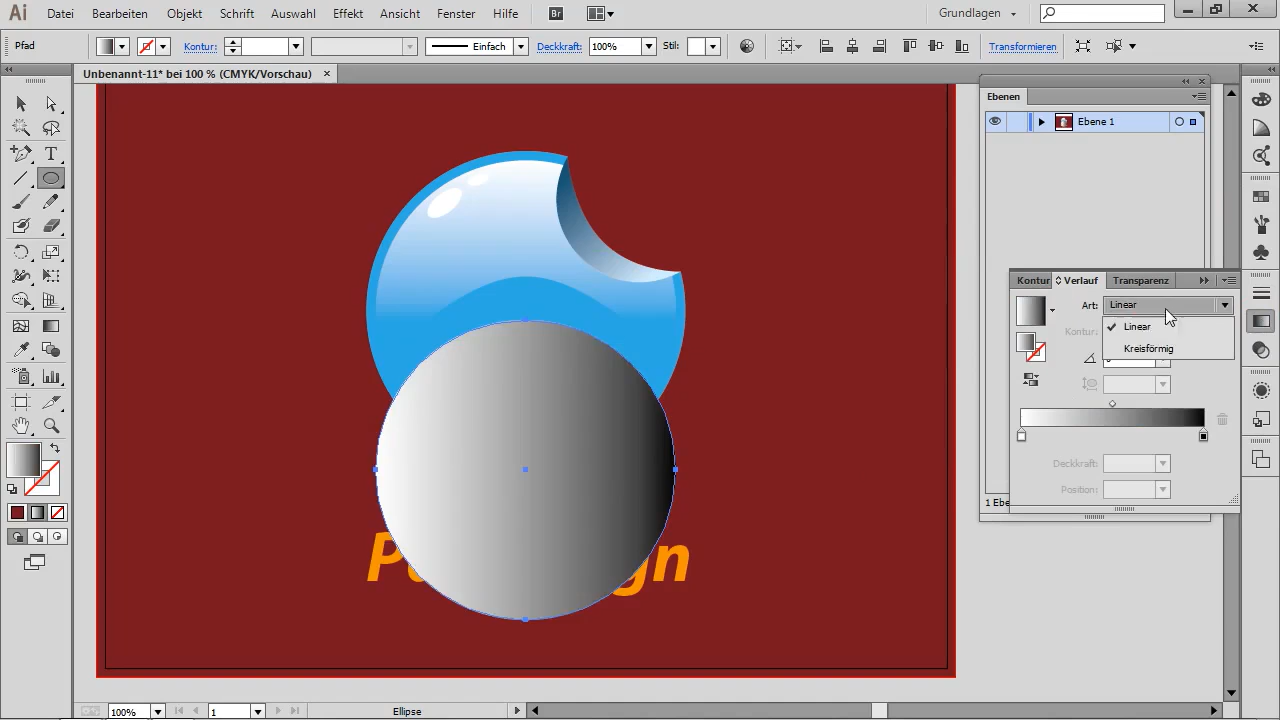 Ai Datei Bearbeiten Objekt Schrift Auswahl Effekt Ansicht Fenster Hilfe Br Grundlagen
Pfad Kontur: Einfach Deckkraft: 100% Stil: Transformieren
Unbenannt-11* bei 100 % (CMYK/Vorschau)
Ebenen
Ebene 1
Kontur Verlauf Transparenz
Art: Linear
Linear
Kontur:
Kreisförmig
Deckkraft:
Position:
1 Ebe
P gn
100% 1 Ellipse